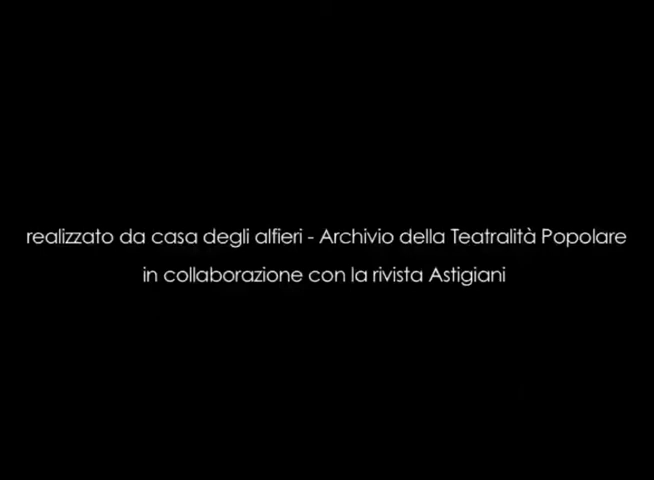 realizzato da casa degli alfieri - Archivio della Teatralità Popolare
in collaborazione con la rivista Astigiani